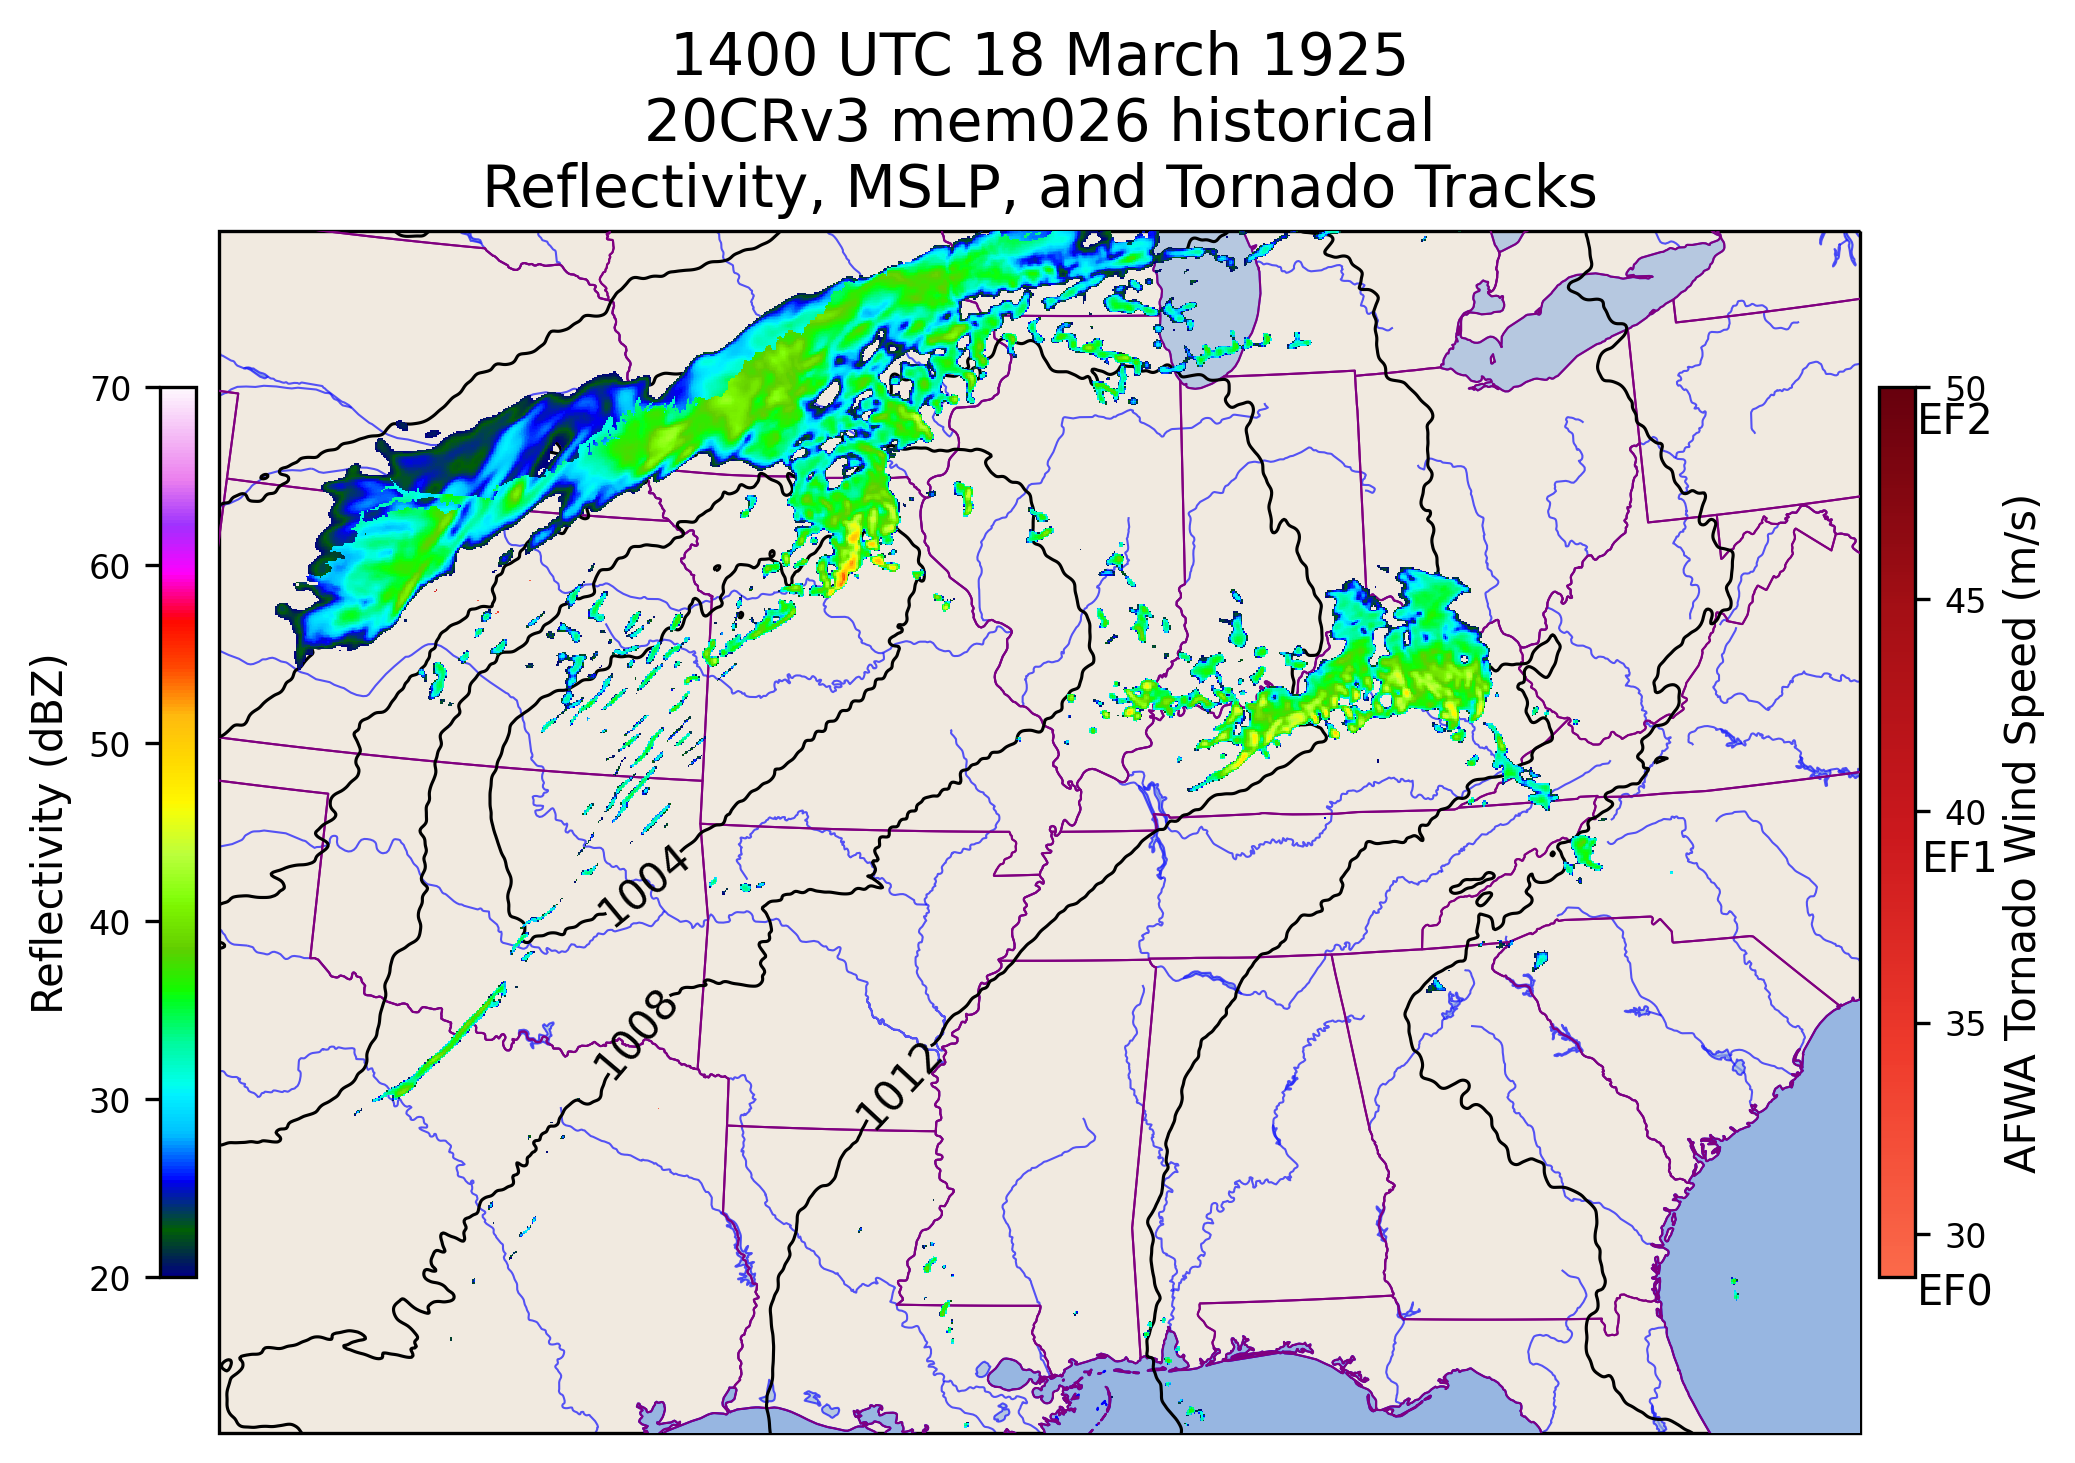 1400 UTC 18 March 1925
20CRv3 mem026 historical
Reflectivity, MSLP, and Tornado Tracks
Reflectivity (dBZ)
70
60
50
40
30
20
1004
1008
1012
50
EF2
45
40
EF1
35
30
EF0
AFWA Tornado Wind Speed (m/s)